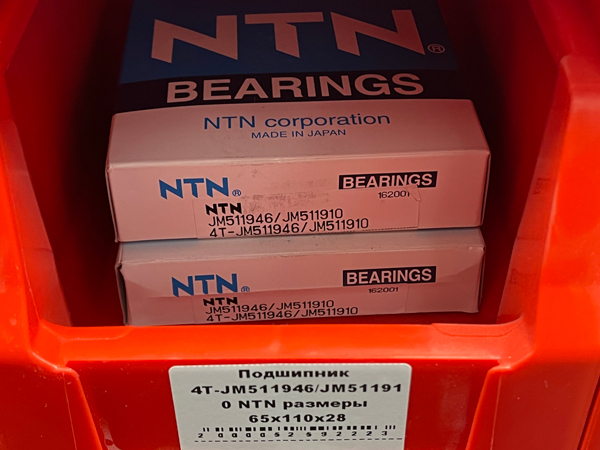 NTN®
BEARINGS
NTN corporation
MADE IN JAPAN
NTN® BEARINGS
162001
NTN
JM511946/JM511910
4T-JM511946/JM511910
NTN® BEARINGS
162001
NTN
JM511946/JM511910
4T-JM511946/JM511910
Подшипник
4T-JM511946/JM51191
0 NTN размеры
65x110x28
2000052592223